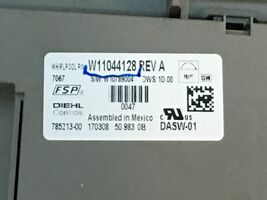 WHIRLPOOL P/N W11044128 REV A
7067 S/W W10789004 DWS:10.00
FSP
DIEHL
Controls
0047
Assembled in Mexico
785213-00 170308 50 983 0B DASW-01